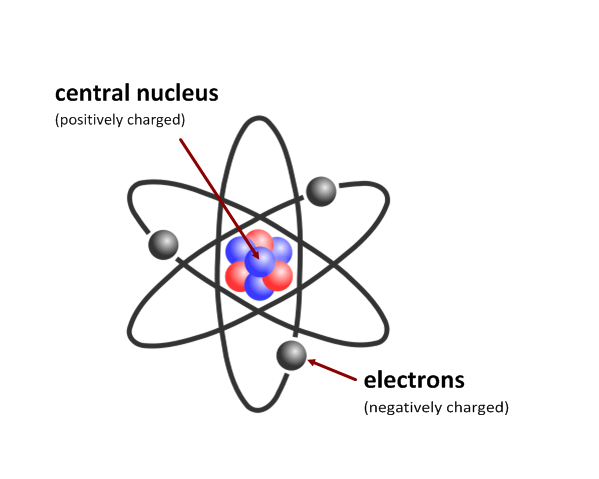 central nucleus
(positively charged)
electrons
(negatively charged)